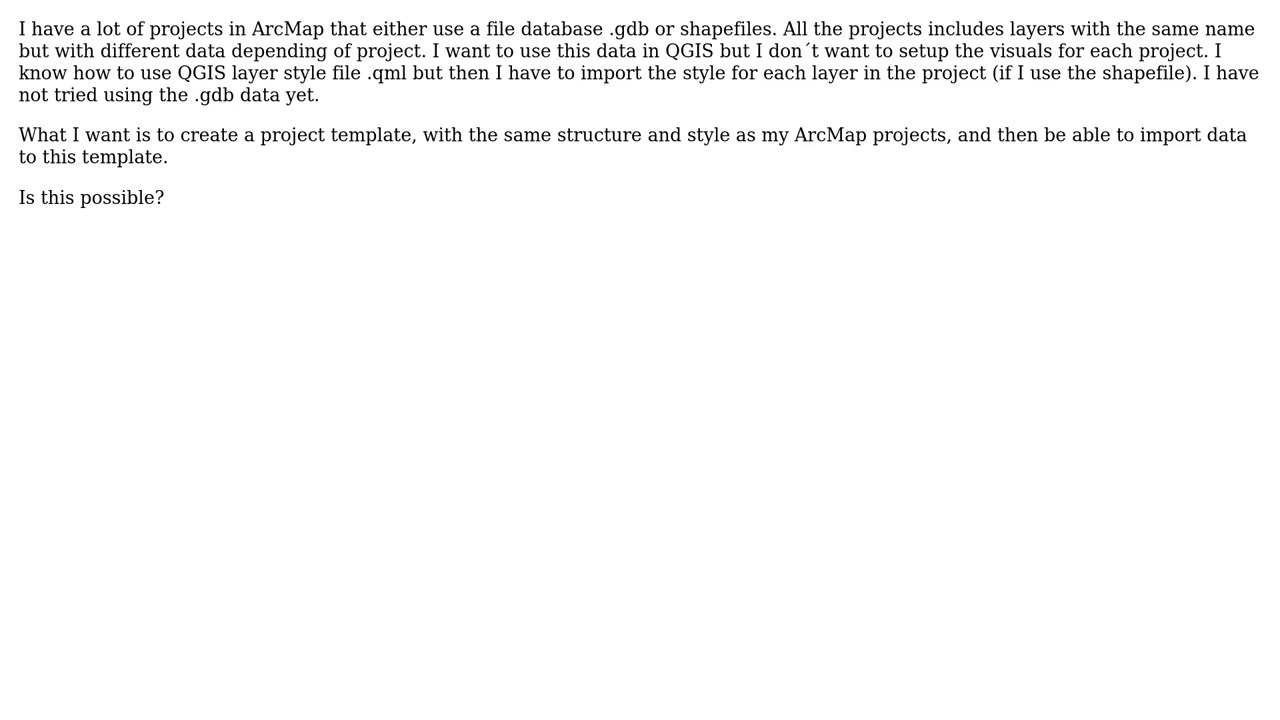 I have a lot of projects in ArcMap that either use a file database .gdb or shapefiles. All the projects includes layers with the same name
but with different data depending of project. I want to use this data in QGIS but I don´t want to setup the visuals for each project. I
know how to use QGIS layer style file .qml but then I have to import the style for each layer in the project (if I use the shapefile). I have
not tried using the .gdb data yet.
What I want is to create a project template, with the same structure and style as my ArcMap projects, and then be able to import data
to this template.
Is this possible?